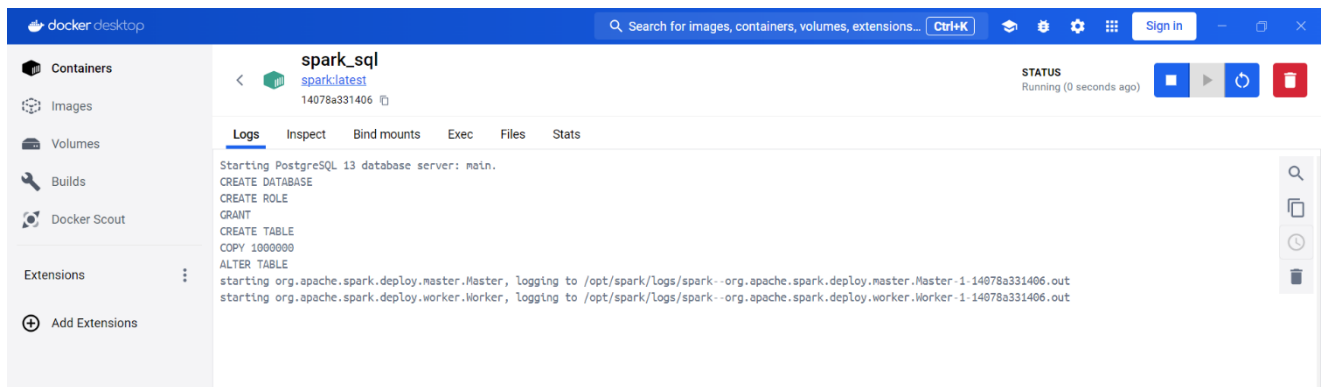 docker desktop
Search for images, containers, volumes, extensions... Ctrl+K
Sign in
Containers
Images
Volumes
Builds
Docker Scout
Extensions
Add Extensions
spark_sql
spark:latest
14078a331406
STATUS
Running (0 seconds ago)
Logs Inspect Bind mounts Exec Files Stats
Starting PostgreSQL 13 database server: main.
CREATE DATABASE
CREATE ROLE
GRANT
CREATE TABLE
COPY 1000000
ALTER TABLE
starting org.apache.spark.deploy.master.Master, logging to /opt/spark/logs/spark--org.apache.spark.deploy.master.Master-1-14078a331406.out
starting org.apache.spark.deploy.worker.Worker, logging to /opt/spark/logs/spark--org.apache.spark.deploy.worker.Worker-1-14078a331406.out